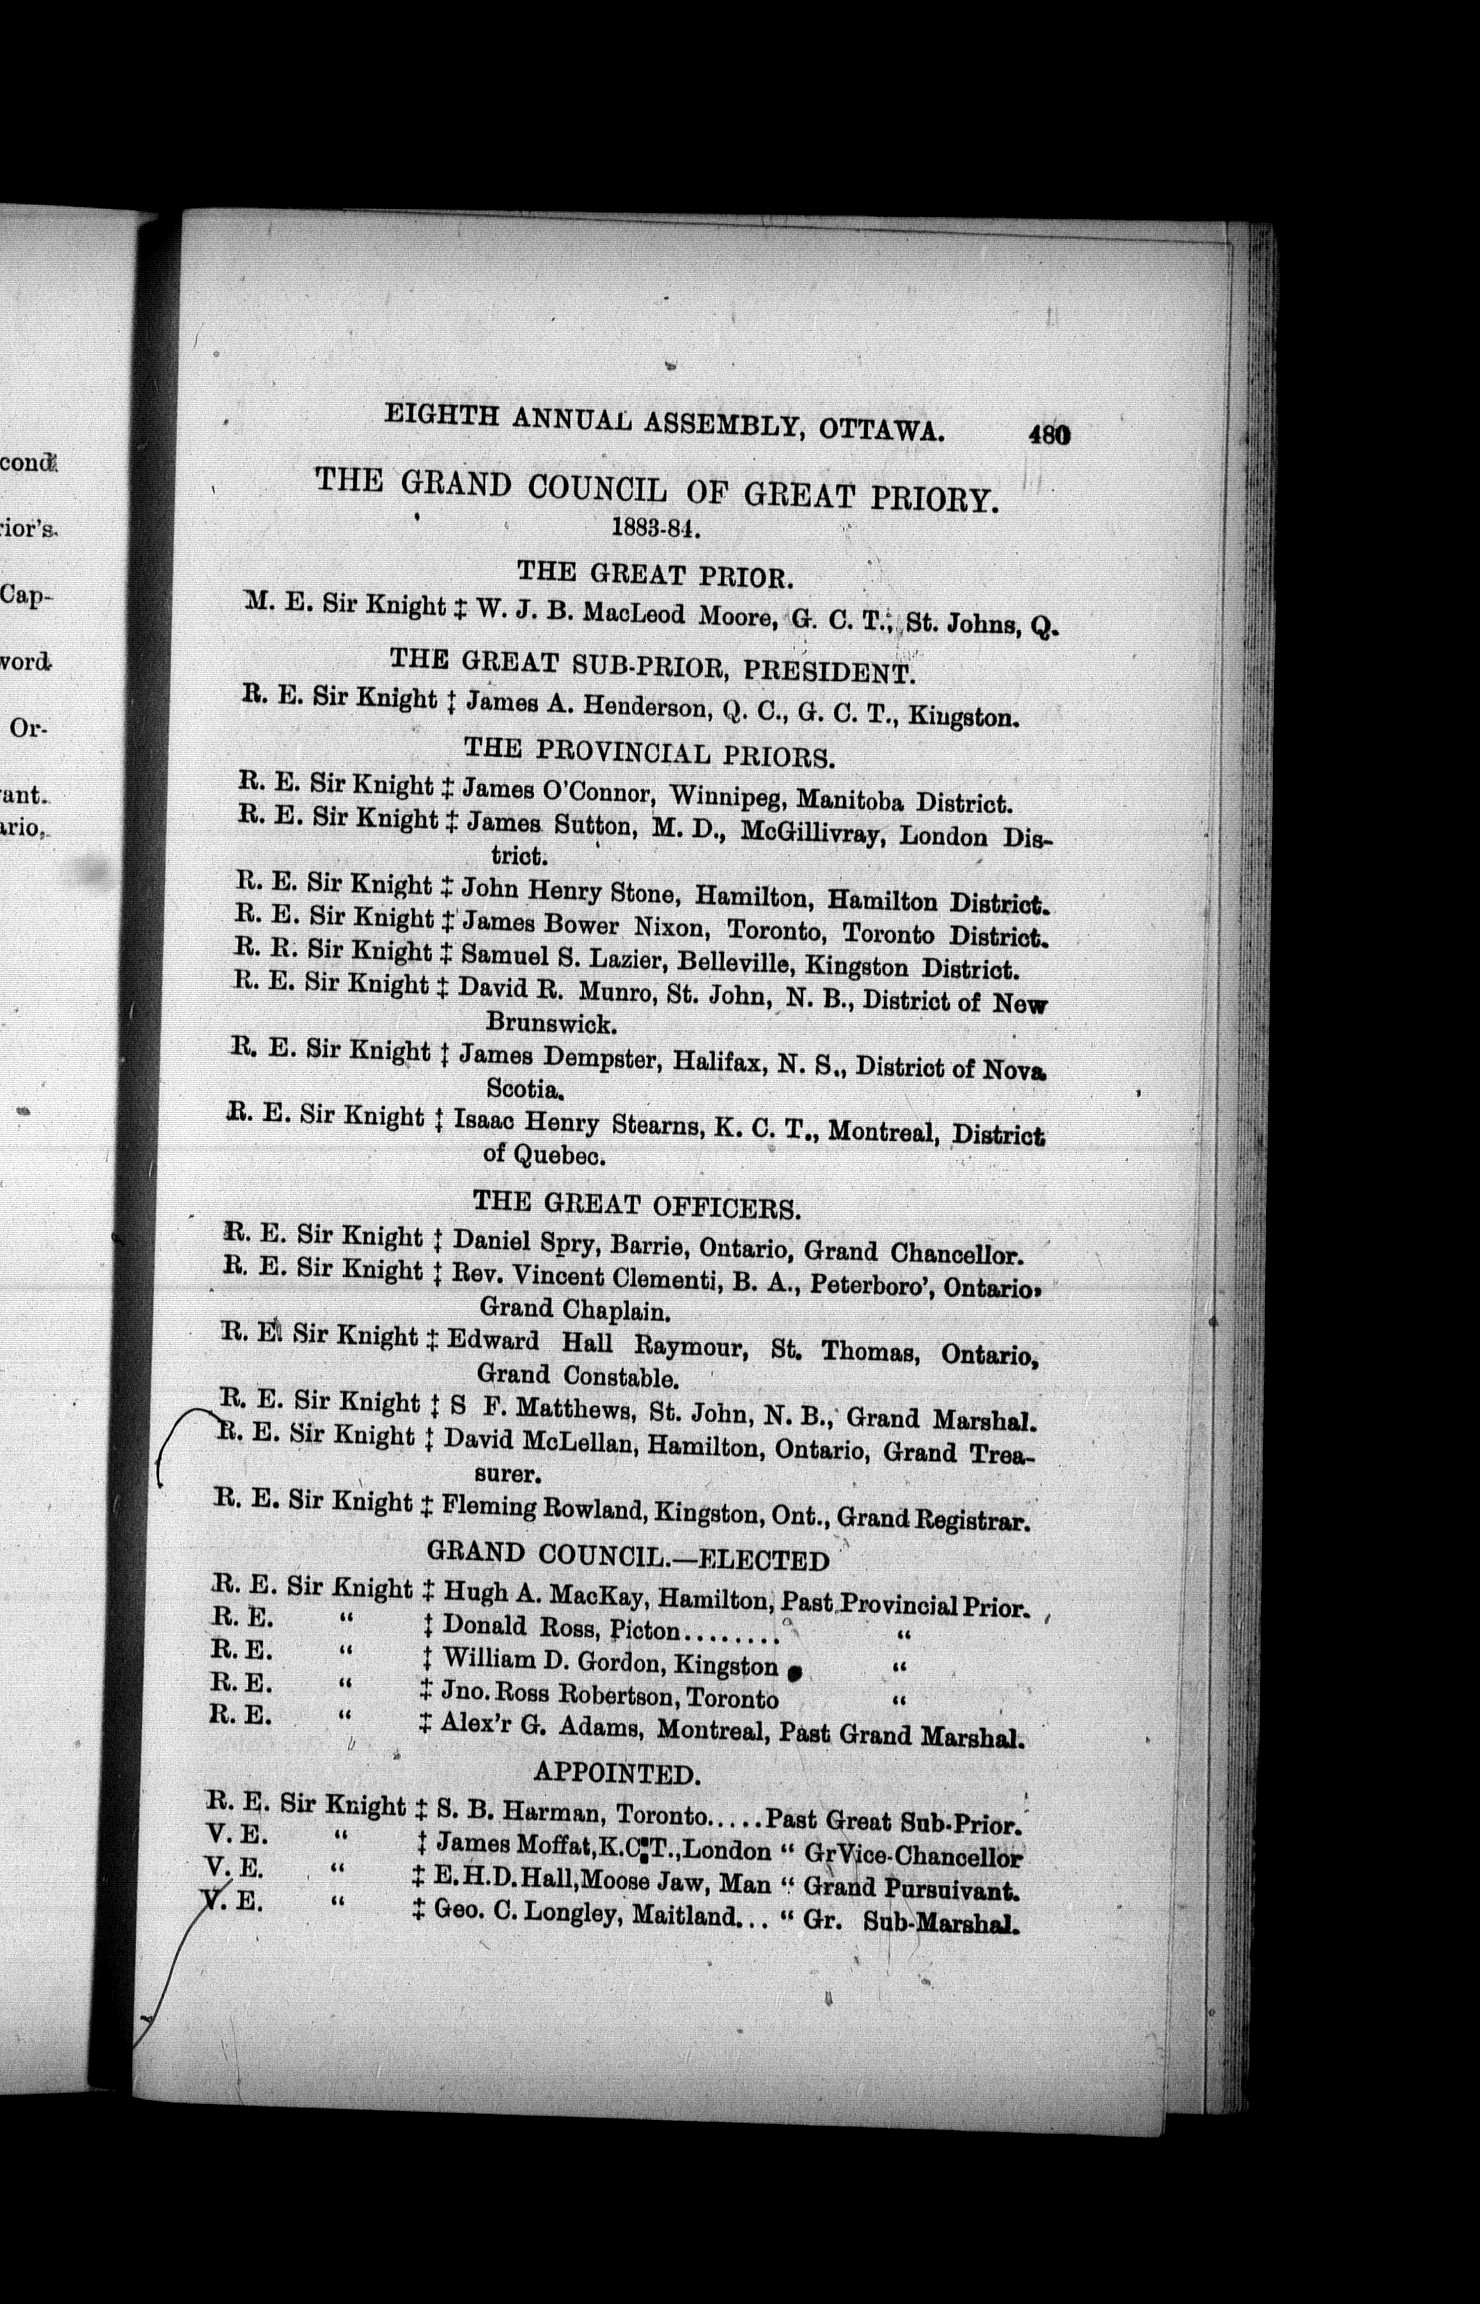 cond
rior's
Cap-
word
Or-
rant.
ario,
EIGHTH ANNUAL ASSEMBLY, OTTAWA. 480
THE GRAND COUNCIL OF GREAT PRIORY.
1883-84.
THE GREAT PRIOR.
M. E. Sir Knight ‡ W. J. B. MacLeod Moore, G. C. T., St. Johns, Q.
THE GREAT SUB-PRIOR, PRESIDENT.
R. E. Sir Knight ‡ James A. Henderson, Q. C., G. C. T., Kingston.
THE PROVINCIAL PRIORS.
R. E. Sir Knight ‡ James O'Connor, Winnipeg, Manitoba District.
R. E. Sir Knight ‡ James Sutton, M. D., McGillivray, London Dis-
trict.
R. E. Sir Knight ‡ John Henry Stone, Hamilton, Hamilton District.
R. E. Sir Knight ‡ James Bower Nixon, Toronto, Toronto District.
R. R. Sir Knight ‡ Samuel S. Lazier, Belleville, Kingston District.
R. E. Sir Knight ‡ David R. Munro, St. John, N. B., District of New
Brunswick.
R. E. Sir Knight ‡ James Dempster, Halifax, N. S., District of Nova
Scotia.
R. E. Sir Knight ‡ Isaac Henry Stearns, K. C. T., Montreal, District
of Quebec.
THE GREAT OFFICERS.
R. E. Sir Knight ‡ Daniel Spry, Barrie, Ontario, Grand Chancellor.
R. E. Sir Knight ‡ Rev. Vincent Clementi, B. A., Peterboro', Ontario,
Grand Chaplain.
R. E. Sir Knight ‡ Edward Hall Raymour, St. Thomas, Ontario,
Grand Constable.
R. E. Sir Knight ‡ S F. Matthews, St. John, N. B., Grand Marshal.
R. E. Sir Knight ‡ David McLellan, Hamilton, Ontario, Grand Trea-
surer.
R. E. Sir Knight ‡ Fleming Rowland, Kingston, Ont., Grand Registrar.
GRAND COUNCIL.—ELECTED
R. E. Sir Knight ‡ Hugh A. MacKay, Hamilton, Past Provincial Prior.
R. E. “ ‡ Donald Ross, Picton........ “
R. E. “ ‡ William D. Gordon, Kingston “
R. E. “ ‡ Jno. Ross Robertson, Toronto “
R. E. “ ‡ Alex'r G. Adams, Montreal, Past Grand Marshal.
APPOINTED.
R. E. Sir Knight ‡ S. B. Harman, Toronto.....Past Great Sub-Prior.
V. E. “ ‡ James Moffat,K.C.T.,London “ GrVice-Chancellor
V. E. “ ‡ E.H.D.Hall,Moose Jaw, Man “ Grand Pursuivant.
V. E. “ ‡ Geo. C. Longley, Maitland... “ Gr. Sub-Marshal.